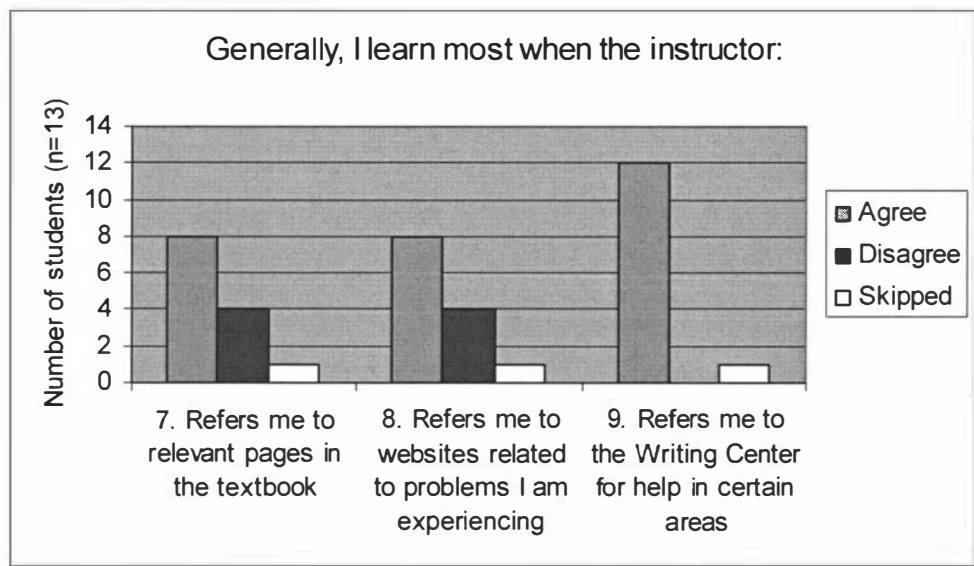 Generally, I learn most when the instructor:
Number of students (n=13)
14
12
10
8
6
4
2
0
7. Refers me to
relevant pages in
the textbook
8. Refers me to
websites related
to problems I am
experiencing
9. Refers me to
the Writing Center
for help in certain
areas
Agree
Disagree
Skipped